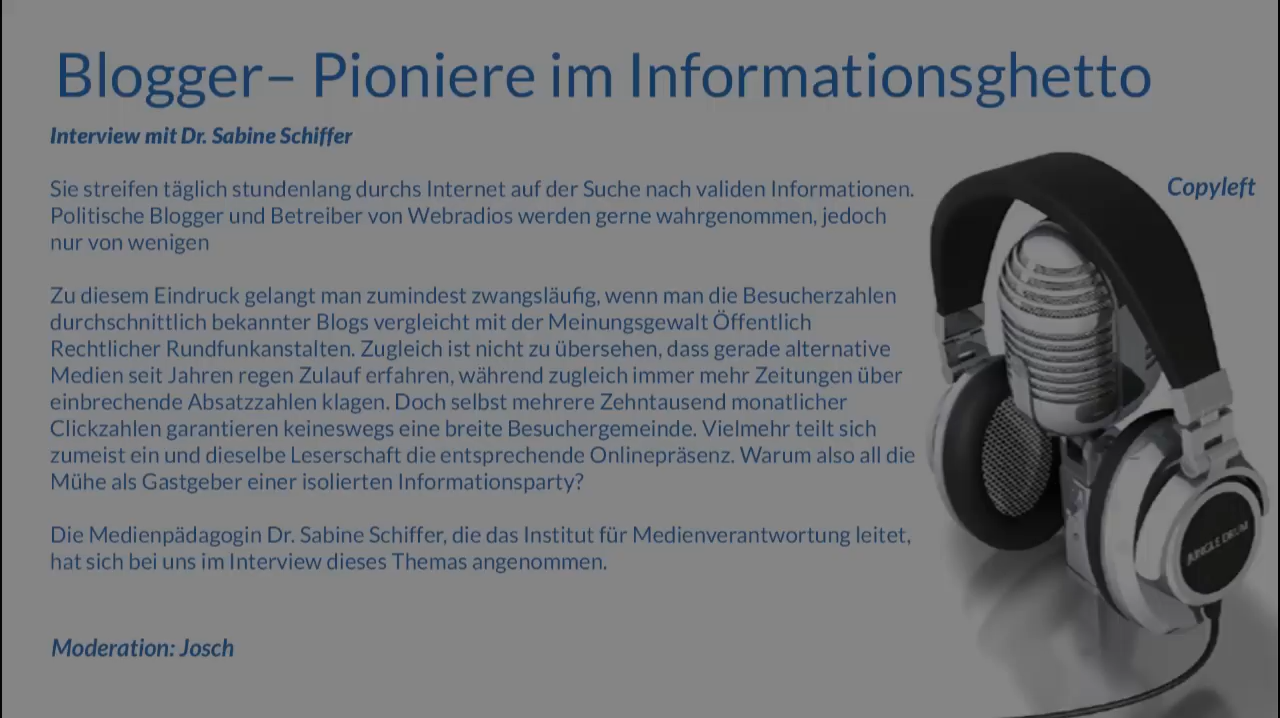 Blogger– Pioniere im Informationsghetto
Interview mit Dr. Sabine Schiffer
Copyleft
Sie streifen täglich stundenlang durchs Internet auf der Suche nach validen Informationen.
Politische Blogger und Betreiber von Webradios werden gerne wahrgenommen, jedoch
nur von wenigen
Zu diesem Eindruck gelangt man zumindest zwangsläufig, wenn man die Besucherzahlen
durchschnittlich bekannter Blogs vergleicht mit der Meinungsgewalt Öffentlich
Rechtlicher Rundfunkanstalten. Zugleich ist nicht zu übersehen, dass gerade alternative
Medien seit Jahren regen Zulauf erfahren, während zugleich immer mehr Zeitungen über
einbrechende Absatzzahlen klagen. Doch selbst mehrere Zehntausend monatlicher
Clickzahlen garantieren keineswegs eine breite Besuchergemeinde. Vielmehr teilt sich
zumeist ein und dieselbe Leserschaft die entsprechende Onlinepräsenz. Warum also all die
Mühe als Gastgeber einer isolierten Informationsparty?
Die Medienpädagogin Dr. Sabine Schiffer, die das Institut für Medienverantwortung leitet,
hat sich bei uns im Interview dieses Themas angenommen.
JUNGLE DRUM
Moderation: Josch